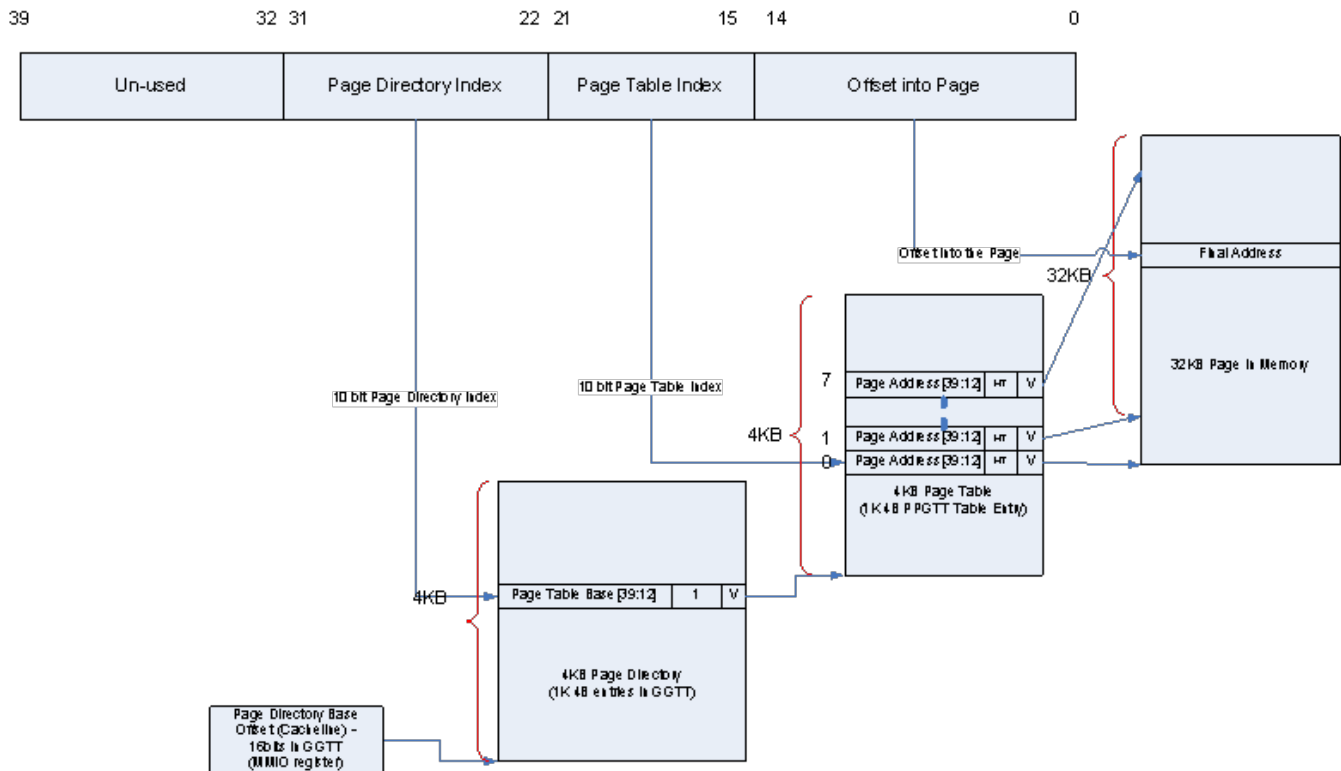 39 32 31 22 21 15 14 0
Un-used Page Directory Index Page Table Index Offset into Page
Offset into the Page
Final Address
32KB
32KB Page in Memory
7 Page Address [39:12] HT V
10 bit Page Directory Index
10 bit Page Table Index
4KB
1 Page Address [39:12] HT V
0 Page Address [39:12] HT V
4KB Page Table
(1K 4B PPGTT Table Entry)
4KB
Page Table Base [39:12] 1 V
4KB Page Directory
(1K 4B entries in GGTT)
Page Directory Base
Offset (Cacheline) –
16bits in GGTT
(MMIO register)